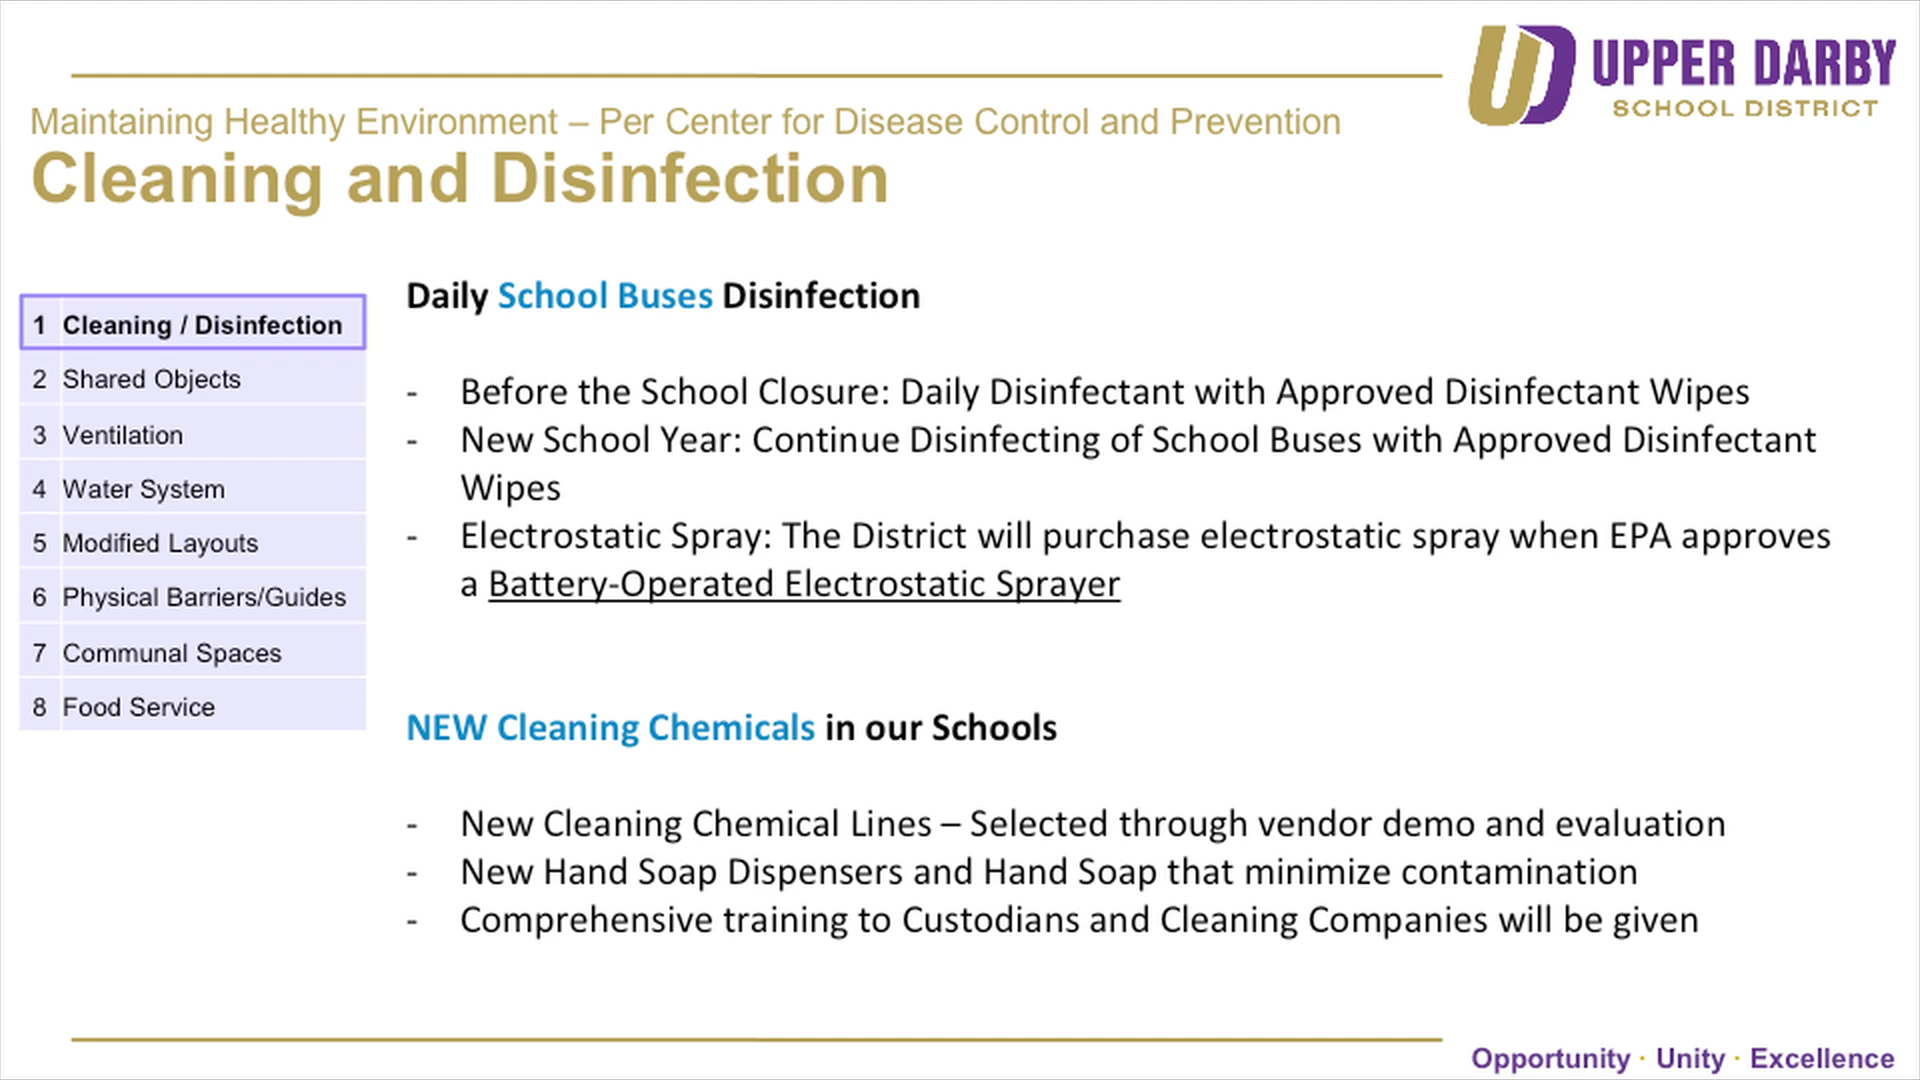 UPPER DARBY
SCHOOL DISTRICT
Maintaining Healthy Environment – Per Center for Disease Control and Prevention
Cleaning and Disinfection
1 Cleaning / Disinfection
2 Shared Objects
3 Ventilation
4 Water System
5 Modified Layouts
6 Physical Barriers/Guides
7 Communal Spaces
8 Food Service
Daily School Buses Disinfection
- Before the School Closure: Daily Disinfectant with Approved Disinfectant Wipes
- New School Year: Continue Disinfecting of School Buses with Approved Disinfectant
Wipes
- Electrostatic Spray: The District will purchase electrostatic spray when EPA approves
a Battery-Operated Electrostatic Sprayer
NEW Cleaning Chemicals in our Schools
- New Cleaning Chemical Lines – Selected through vendor demo and evaluation
- New Hand Soap Dispensers and Hand Soap that minimize contamination
- Comprehensive training to Custodians and Cleaning Companies will be given
Opportunity · Unity · Excellence